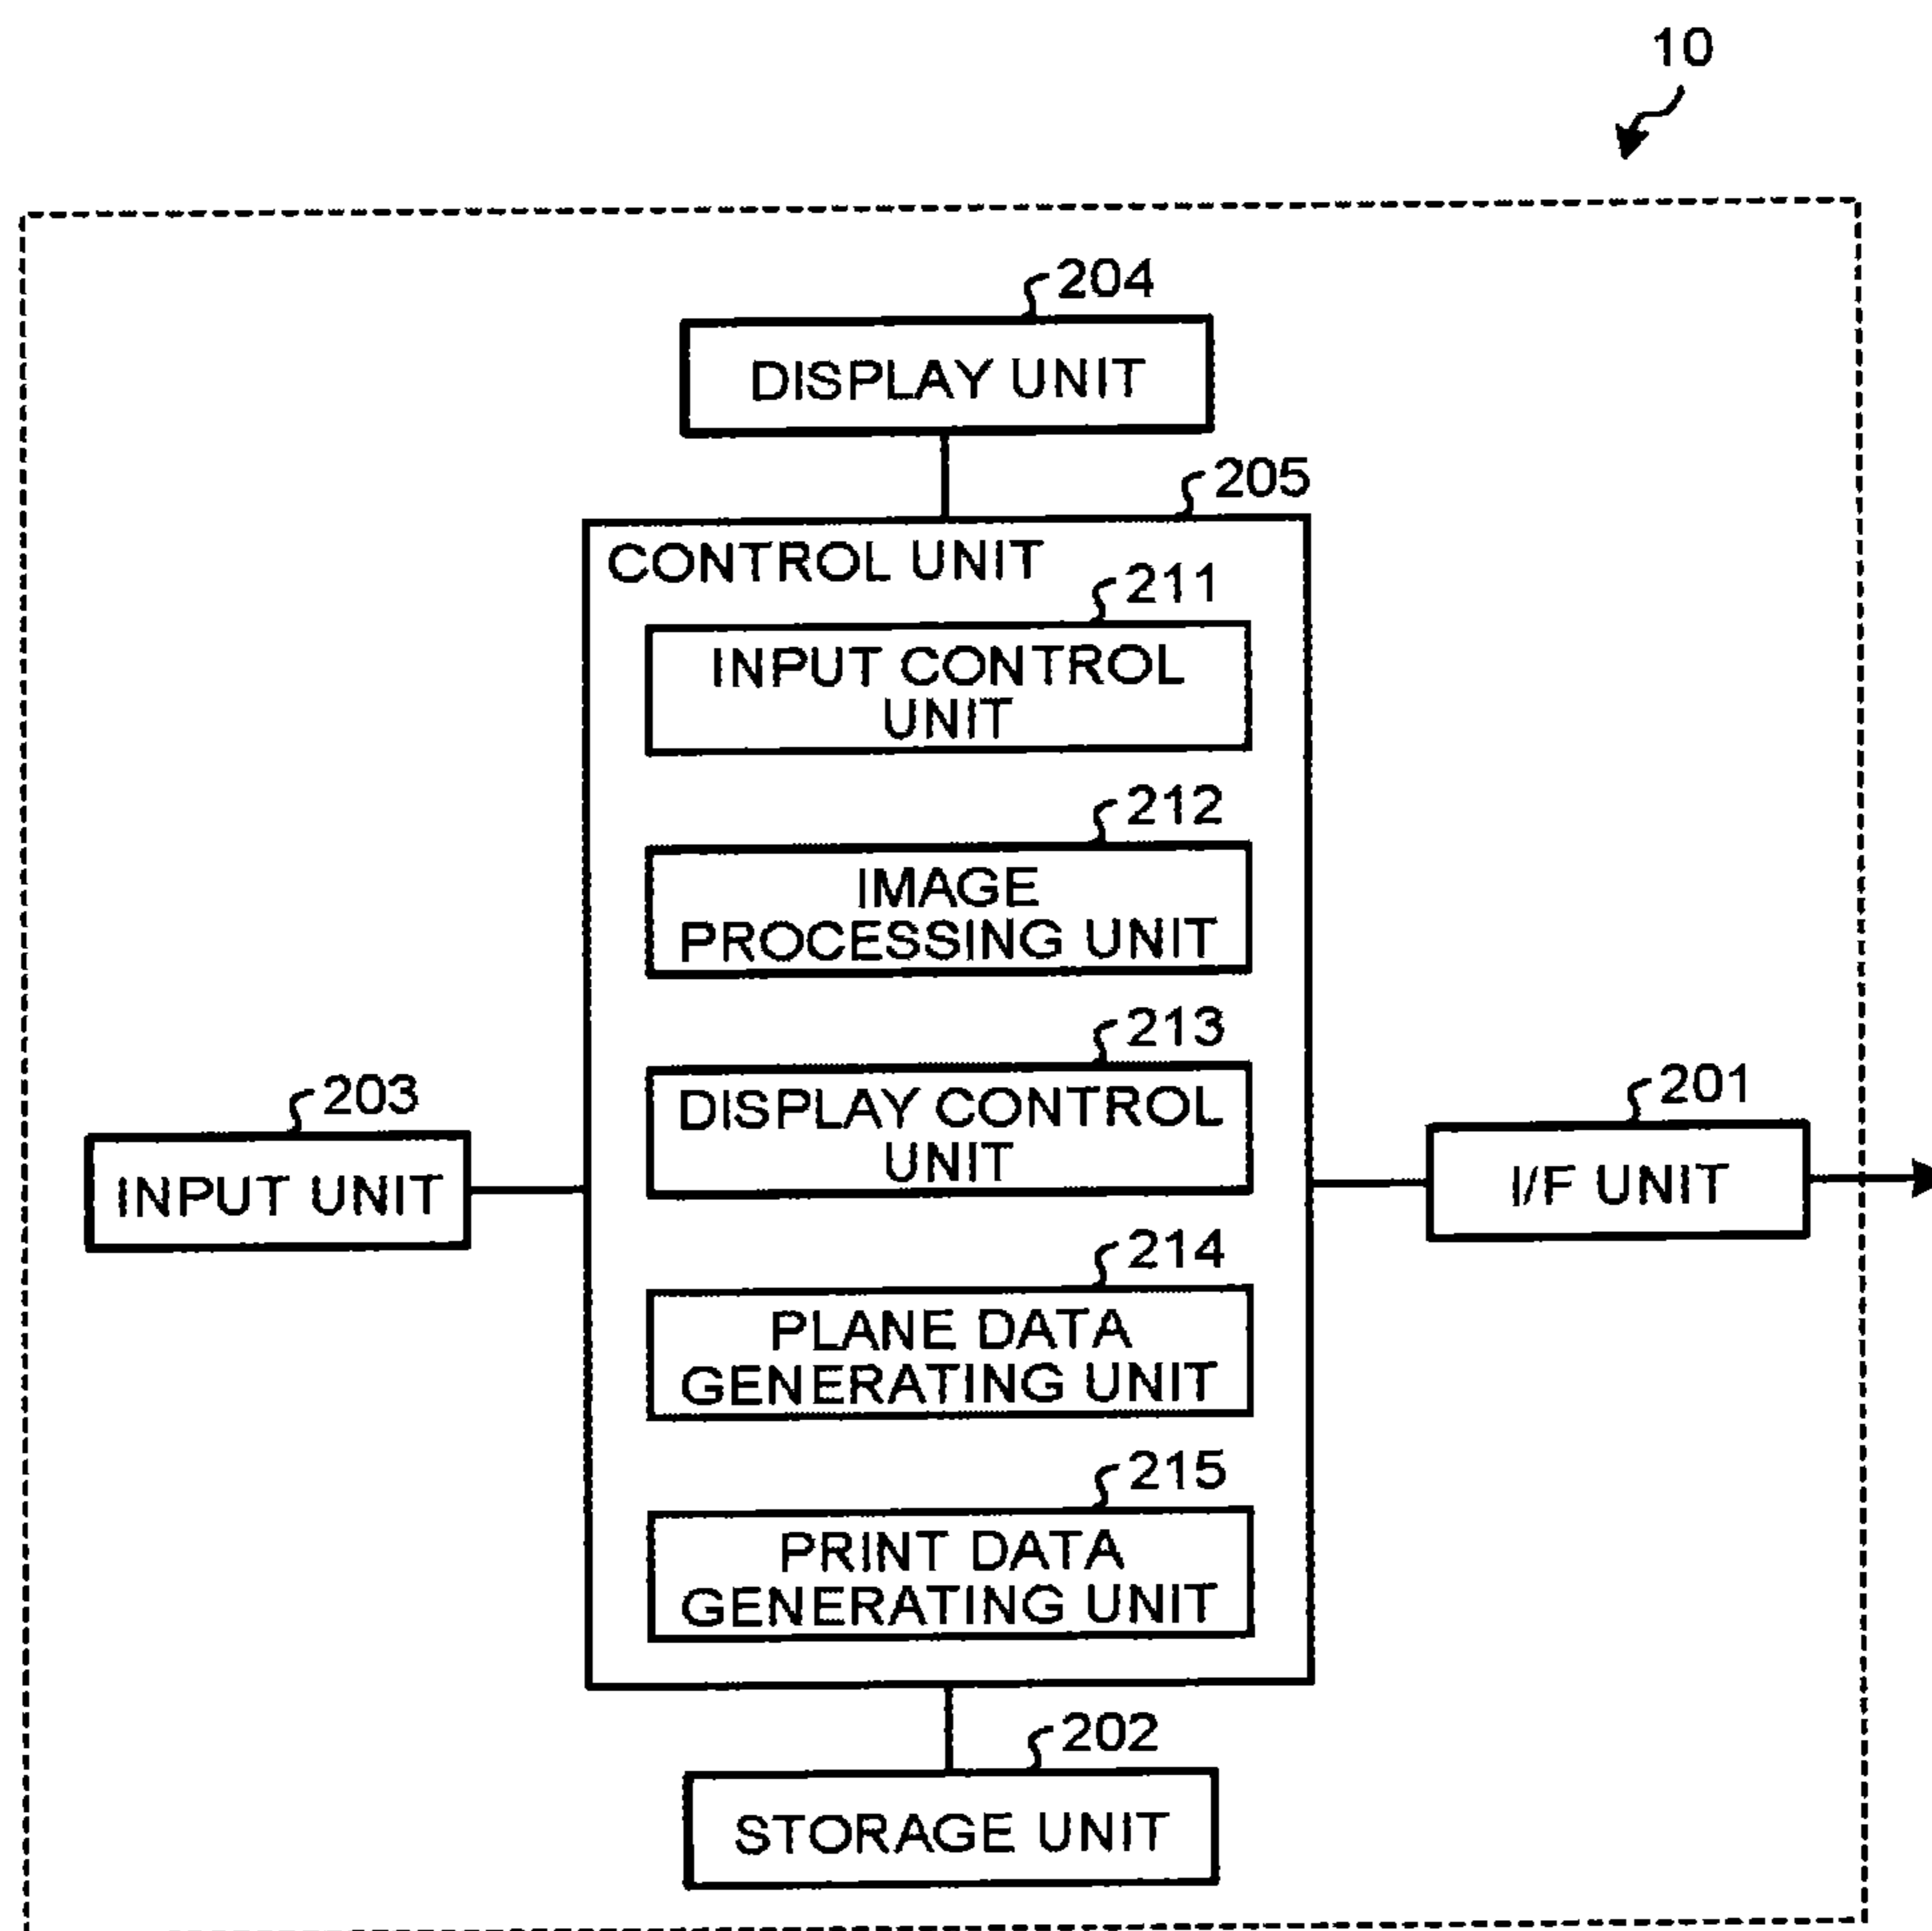 10
204
DISPLAY UNIT
205
CONTROL UNIT
211
INPUT CONTROL
UNIT
212
IMAGE
PROCESSING UNIT
213
DISPLAY CONTROL
UNIT
203
INPUT UNIT
201
I/F UNIT
214
PLANE DATA
GENERATING UNIT
215
PRINT DATA
GENERATING UNIT
202
STORAGE UNIT